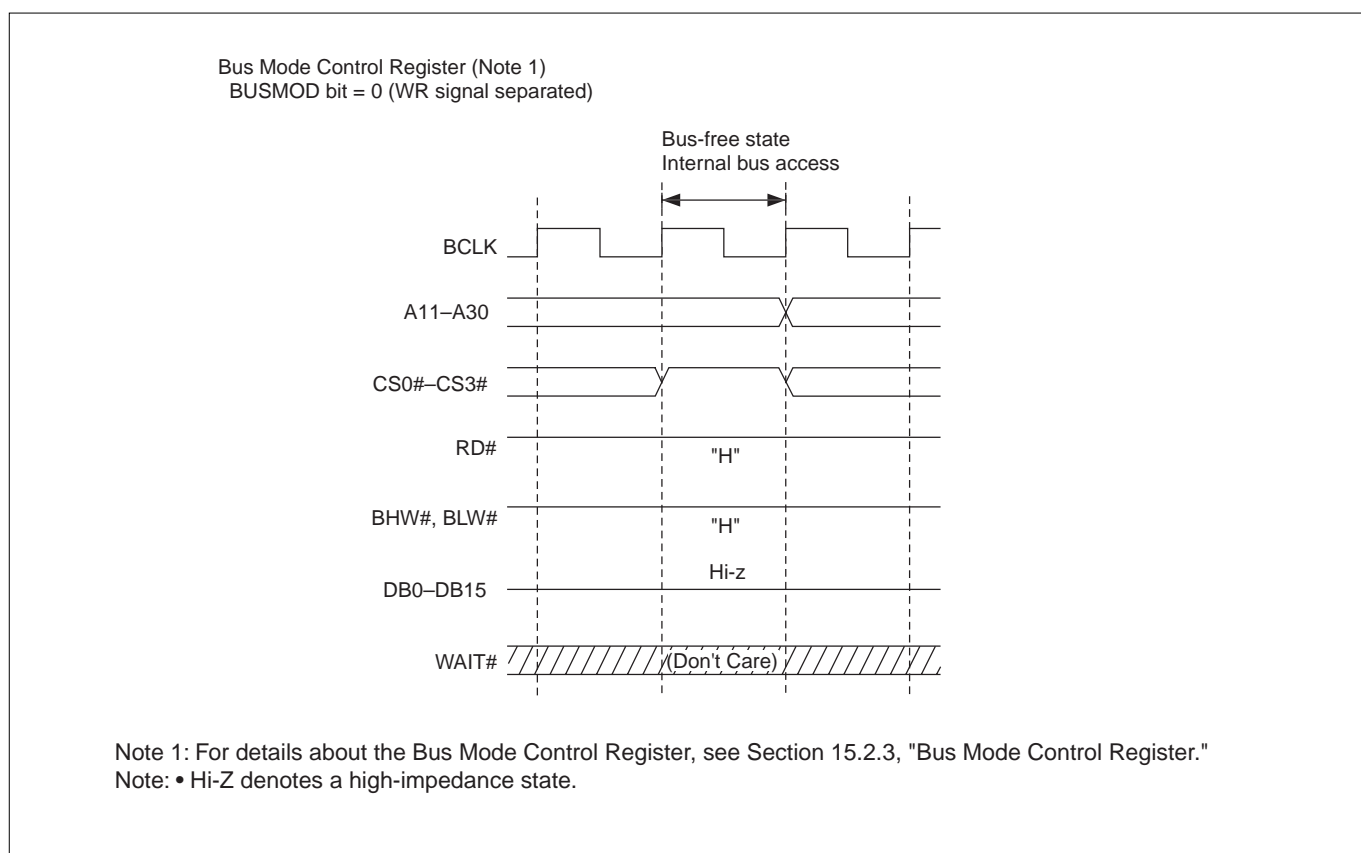 Bus Mode Control Register (Note 1)
BUSMOD bit = 0 (WR signal separated)
Bus-free state
Internal bus access
BCLK
A11–A30
CS0#–CS3#
RD#
"H"
BHW#, BLW#
"H"
Hi-z
DB0–DB15
WAIT#
(Don't Care)
Note 1: For details about the Bus Mode Control Register, see Section 15.2.3, "Bus Mode Control Register."
Note: • Hi-Z denotes a high-impedance state.